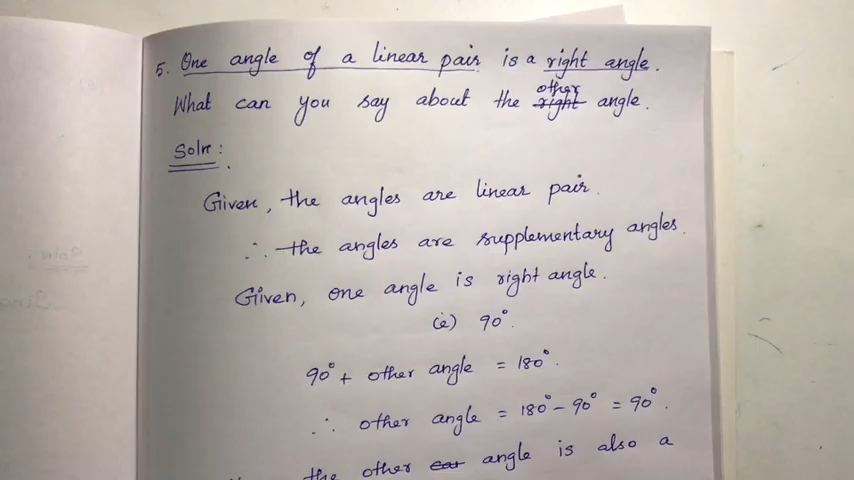 5. One angle of a linear pair is a right angle.
What can you say about the other angle.
Soln:
Given, the angles are linear pair.
∴ the angles are supplementary angles.
Given, one angle is right angle.
(ie) 90°.
90° + other angle = 180°.
∴ other angle = 180° - 90° = 90°.
the other angle is also a